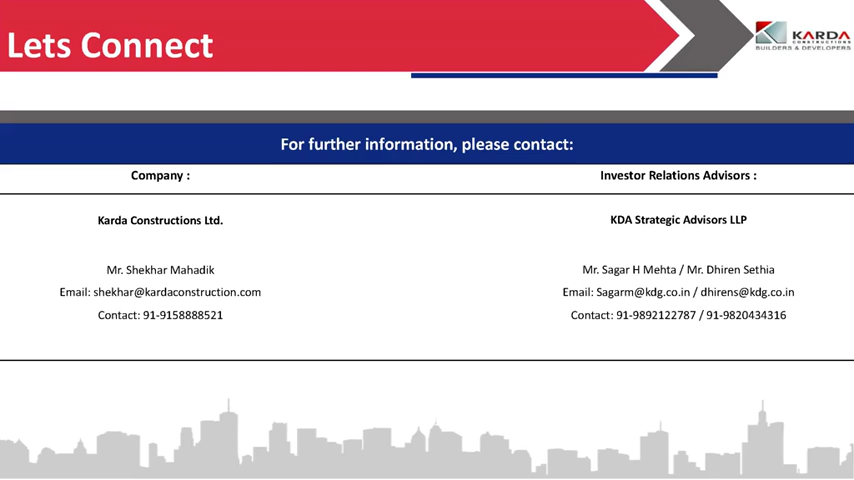 Lets Connect
KARDA
CONSTRUCTIONS
BUILDERS & DEVELOPERS
For further information, please contact:
Company :
Investor Relations Advisors :
Karda Constructions Ltd.
KDA Strategic Advisors LLP
Mr. Shekhar Mahadik
Mr. Sagar H Mehta / Mr. Dhiren Sethia
Email: shekhar@kardaconstruction.com
Email: Sagarm@kdg.co.in / dhirens@kdg.co.in
Contact: 91-9158888521
Contact: 91-9892122787 / 91-9820434316